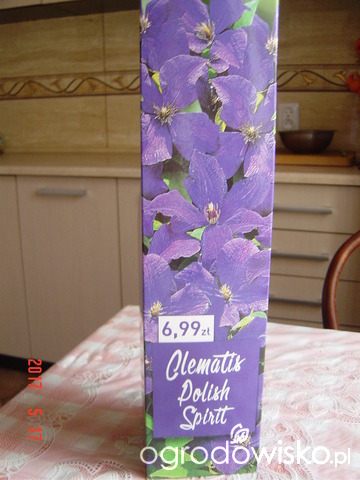 6,99 zł
Clematis
Polish
Spirit
2017 5.17
ogrodowisko.pl